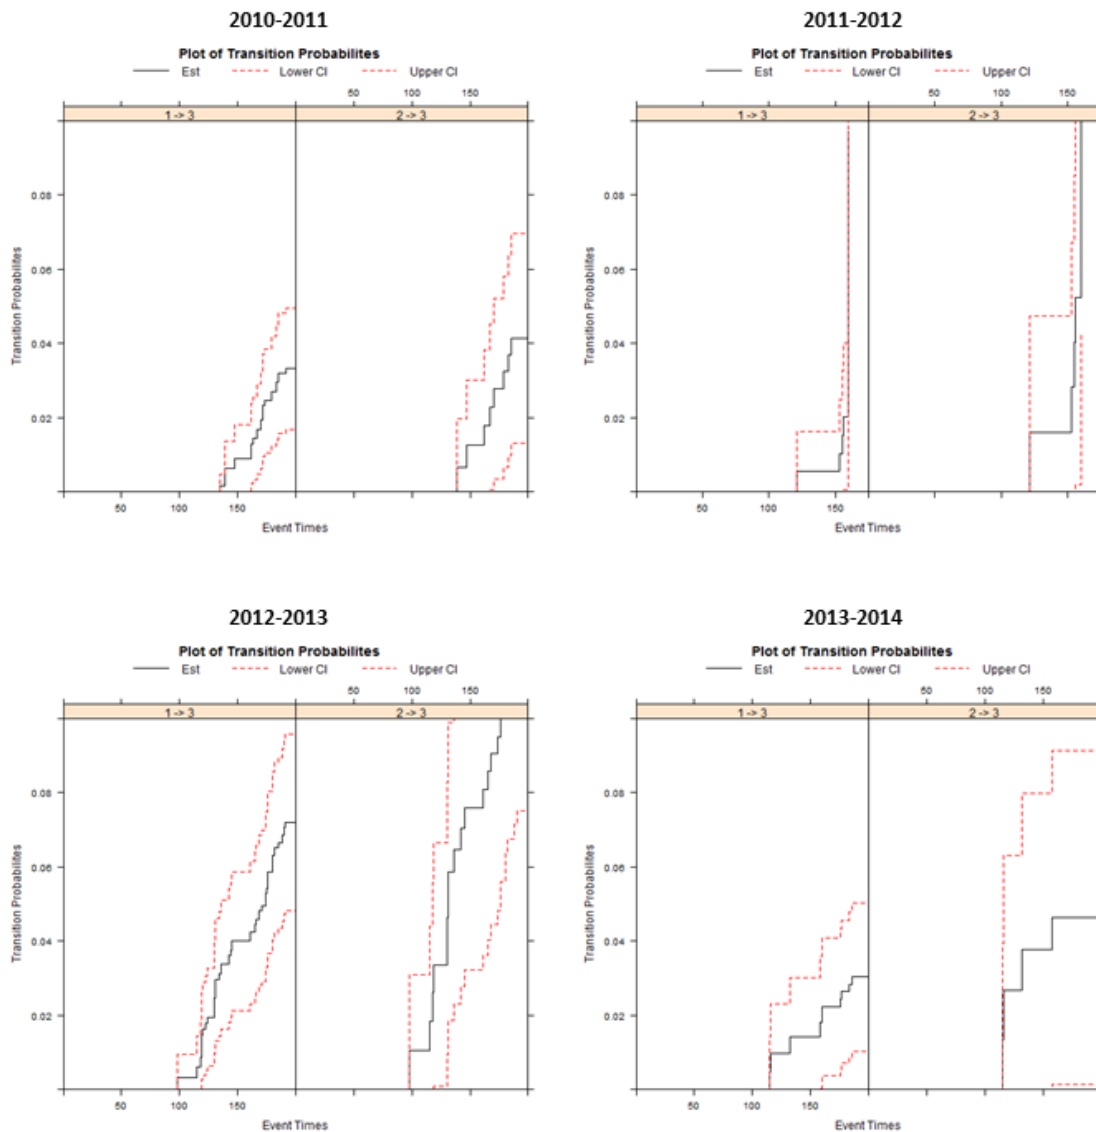 2010-2011
Plot of Transition Probabilites
Est Lower CI Upper CI
50 100 150
1 -> 3 2 -> 3
0.08
0.06
0.04
0.02
Transition Probabilites
50 100 150
Event Times
2011-2012
Plot of Transition Probabilites
Est Lower CI Upper CI
50 100 150
1 -> 3 2 -> 3
0.08
0.06
0.04
0.02
Transition Probabilites
50 100 150
Event Times
2012-2013
Plot of Transition Probabilites
Est Lower CI Upper CI
50 100 150
1 -> 3 2 -> 3
0.08
0.06
0.04
0.02
Transition Probabilites
50 100 150
Event Times
2013-2014
Plot of Transition Probabilites
Est Lower CI Upper CI
50 100 150
1 -> 3 2 -> 3
0.08
0.06
0.04
0.02
Transition Probabilites
50 100 150
Event Times